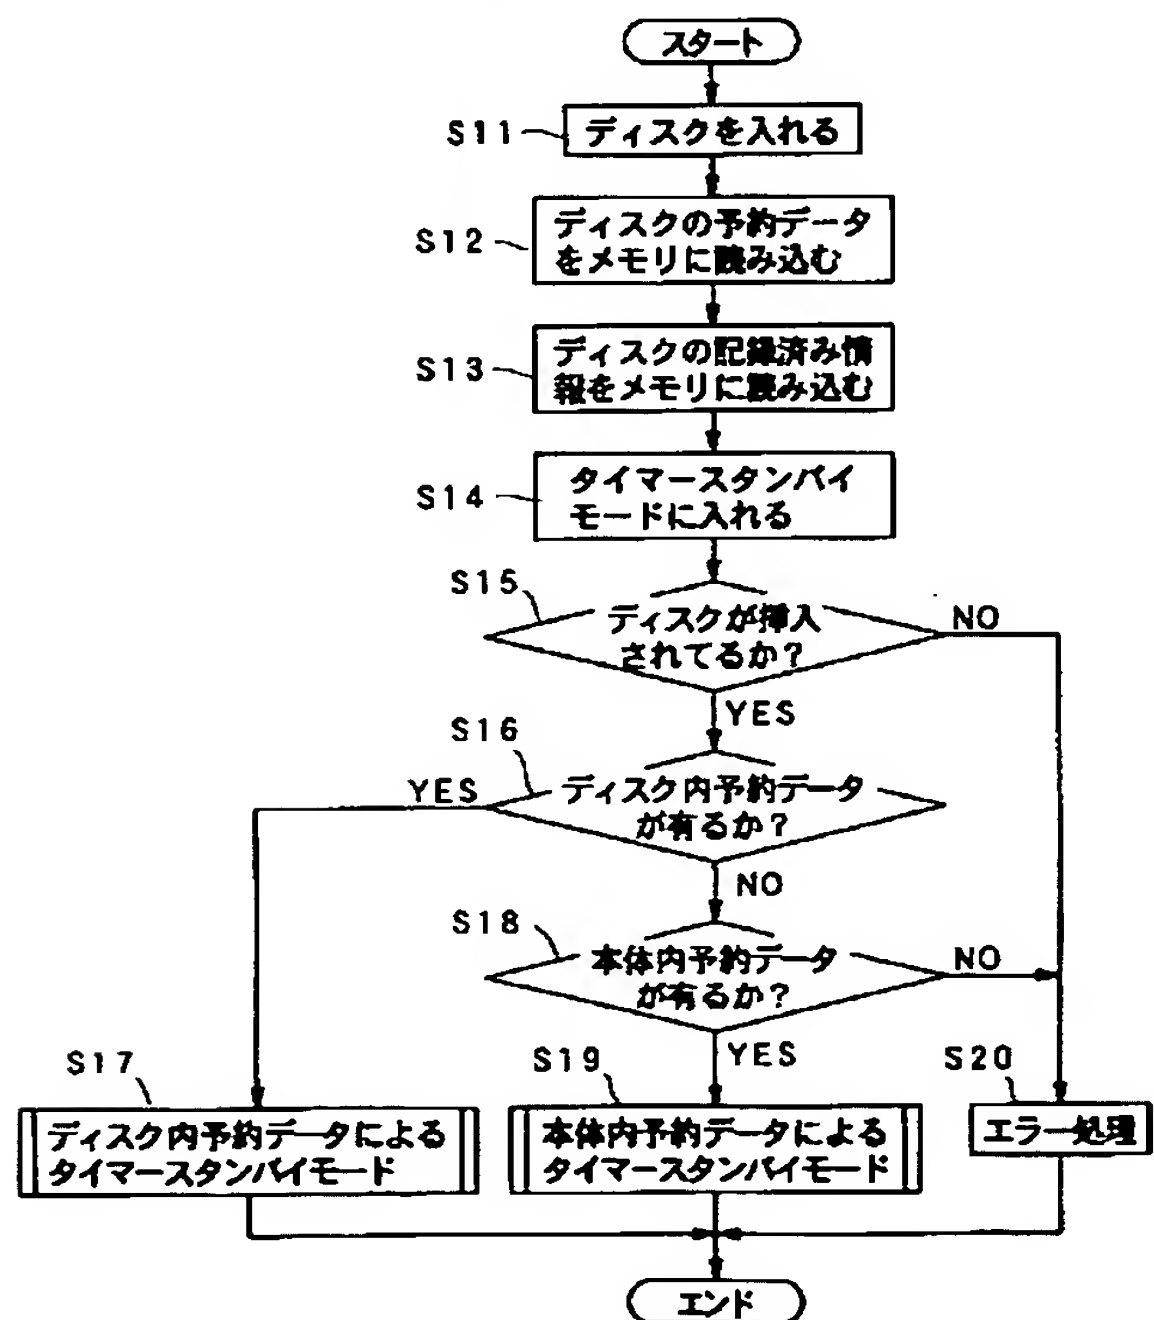 スタート
S11
ディスクを入れる
S12
ディスクの予約データ
をメモリに読み込む
S13
ディスクの記録済み情
報をメモリに読み込む
S14
タイマースタンバイ
モードに入れる
S15
ディスクが挿入
されてるか?
NO
YES
S16
ディスク内予約データ
が有るか?
YES
NO
S18
本体内予約データ
が有るか?
NO
YES
S17
ディスク内予約データによる
タイマースタンバイモード
S19
本体内予約データによる
タイマースタンバイモード
S20
エラー処理
エンド